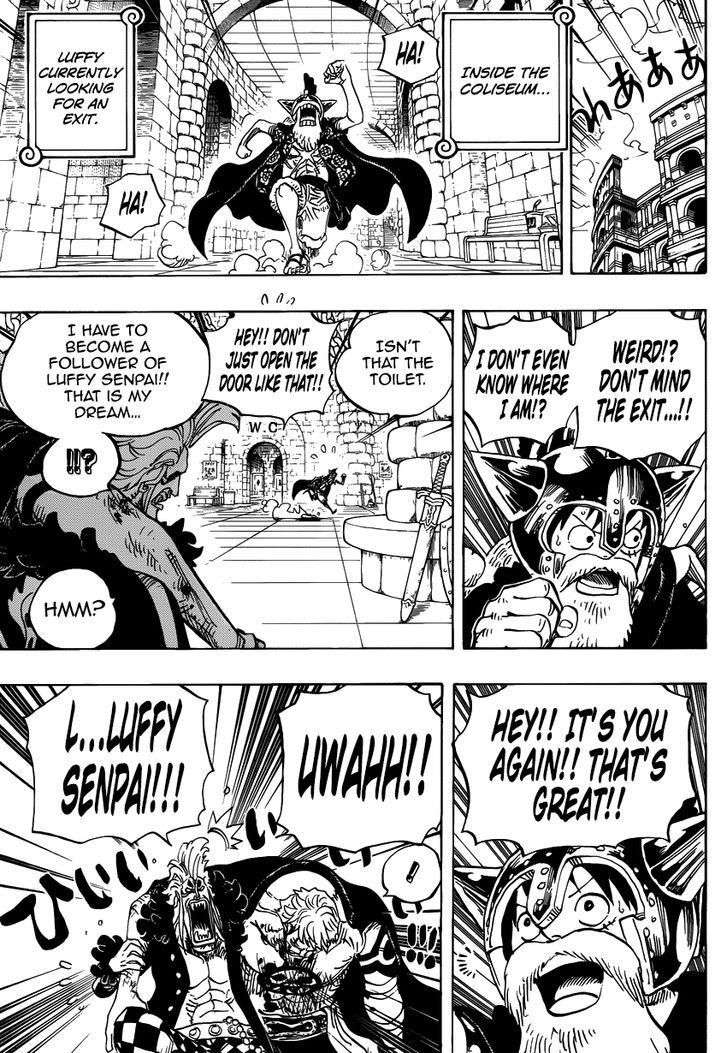 わあああ
INSIDE THE
COLISEUM...
HA!
LUFFY
CURRENTLY
LOOKING
FOR AN
EXIT.
HA!
WEIRD!?
DON'T MIND
THE EXIT...!!
I DON'T EVEN
KNOW WHERE
I AM!?
ISN'T
THAT THE
TOILET.
HEY!! DON'T
JUST OPEN
THE
DOOR LIKE
THAT!!
W.C
I HAVE TO
BECOME A
FOLLOWER OF
LUFFY SENPAI!!
THAT IS MY
DREAM...
!!?
HMM?
HEY!! IT'S YOU
AGAIN!! THAT'S
GREAT!!
UWAHH!!
!
L...LUFFY
SENPAI!!!